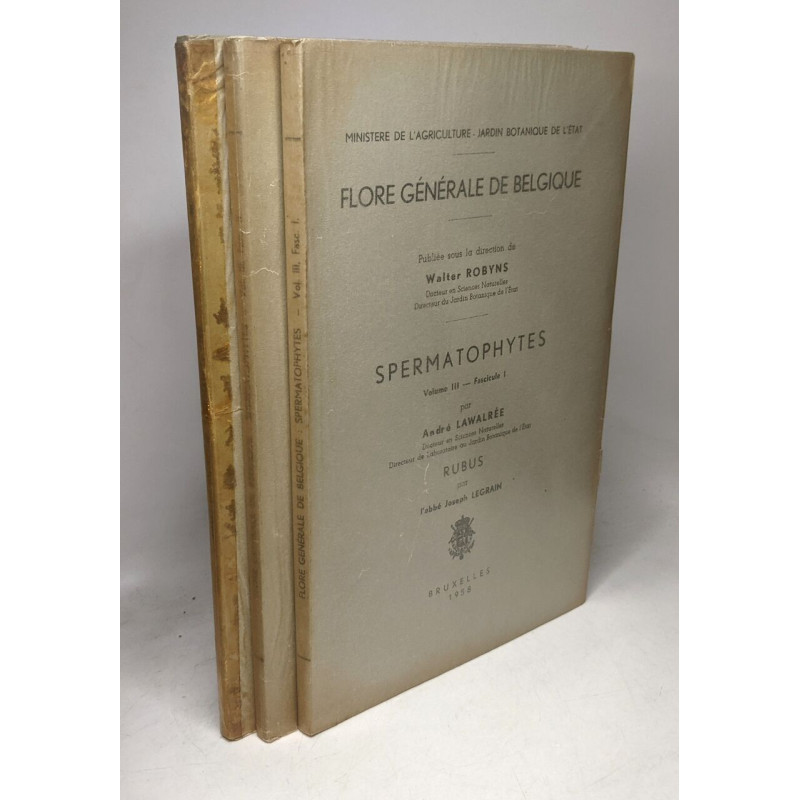 MINISTERE DE L'AGRICULTURE - JARDIN BOTANIQUE DE L'ÉTAT
FLORE GÉNÉRALE DE BELGIQUE
Publiée sous la direction de
Walter ROBYNS
Docteur en Sciences Naturelles
Directeur du Jardin Botanique de l'État
SPERMATOPHYTES
Volume III — Fascicule I
par
André LAWALRÉE
Docteur en Sciences Naturelles
Directeur de Laboratoire au Jardin Botanique de l'État
RUBUS
par
l'abbé Joseph LEGRAIN
BRUXELLES
1958
FLORE GÉNÉRALE DE BELGIQUE - SPERMATOPHYTES - Vol. III, Fasc. I.